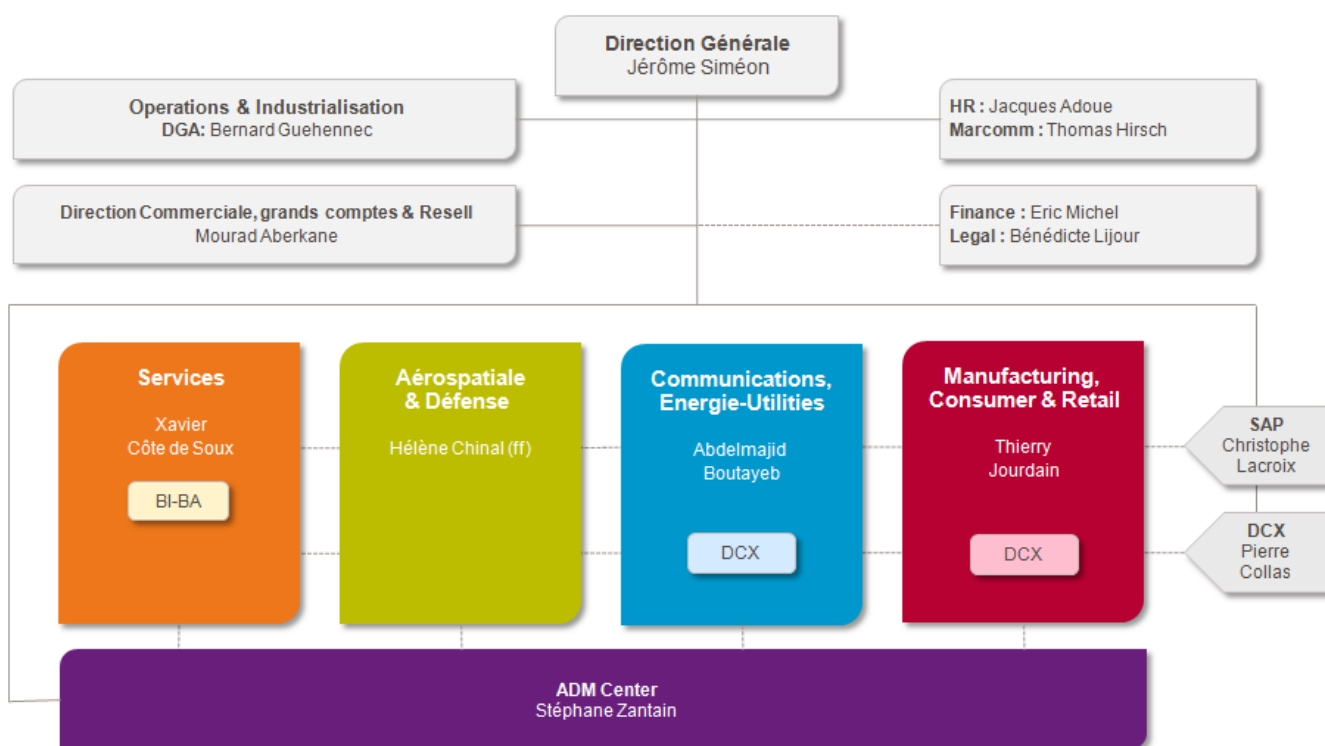 Direction Générale
Jérôme Siméon
Operations & Industrialisation
DGA: Bernard Guehennec
HR : Jacques Adoue
Marcomm : Thomas Hirsch
Direction Commerciale, grands comptes & Resell
Mourad Aberkane
Finance : Eric Michel
Legal : Bénédicte Lijour
Services
Xavier
Côte de Soux
BI-BA
Aérospatiale
& Défense
Hélène Chinal (ff)
Communications,
Energie-Utilities
Abdelmajid
Boutayeb
DCX
Manufacturing,
Consumer & Retail
Thierry
Jourdain
DCX
SAP
Christophe
Lacroix
DCX
Pierre
Collas
ADM Center
Stéphane Zantain